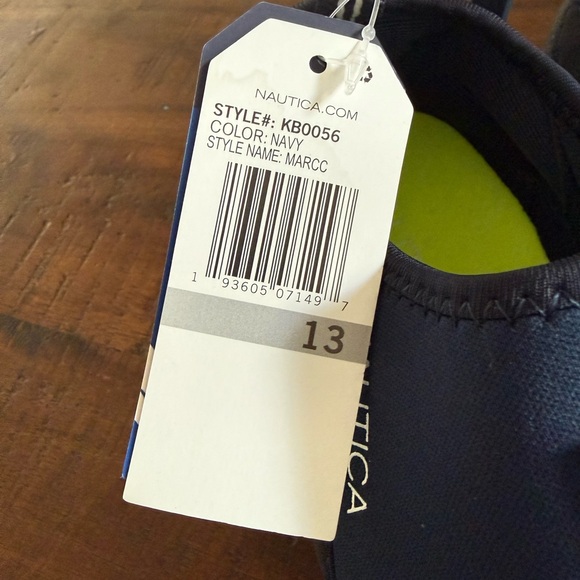 NAUTICA.COM
STYLE#: KB0056
COLOR: NAVY
STYLE NAME: MARCC
1 93605 07149 7
13
NAUTICA